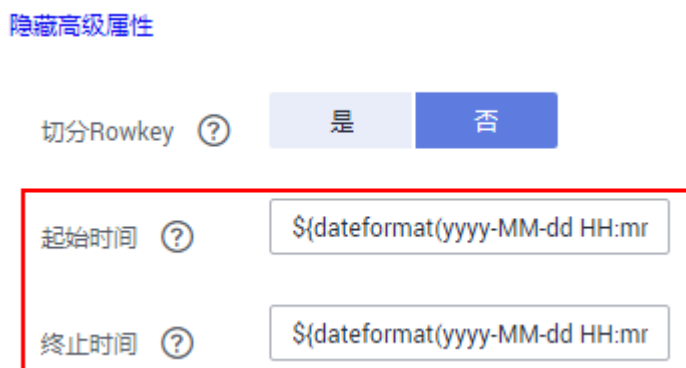 隐藏高级属性
切分Rowkey ? 是 否
起始时间 ? ${dateformat(yyyy-MM-dd HH:mr
终止时间 ? ${dateformat(yyyy-MM-dd HH:mr